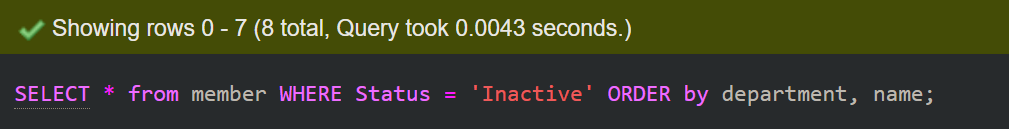 Showing rows 0 - 7 (8 total, Query took 0.0043 seconds.)
SELECT * from member WHERE Status = 'Inactive' ORDER by department, name;